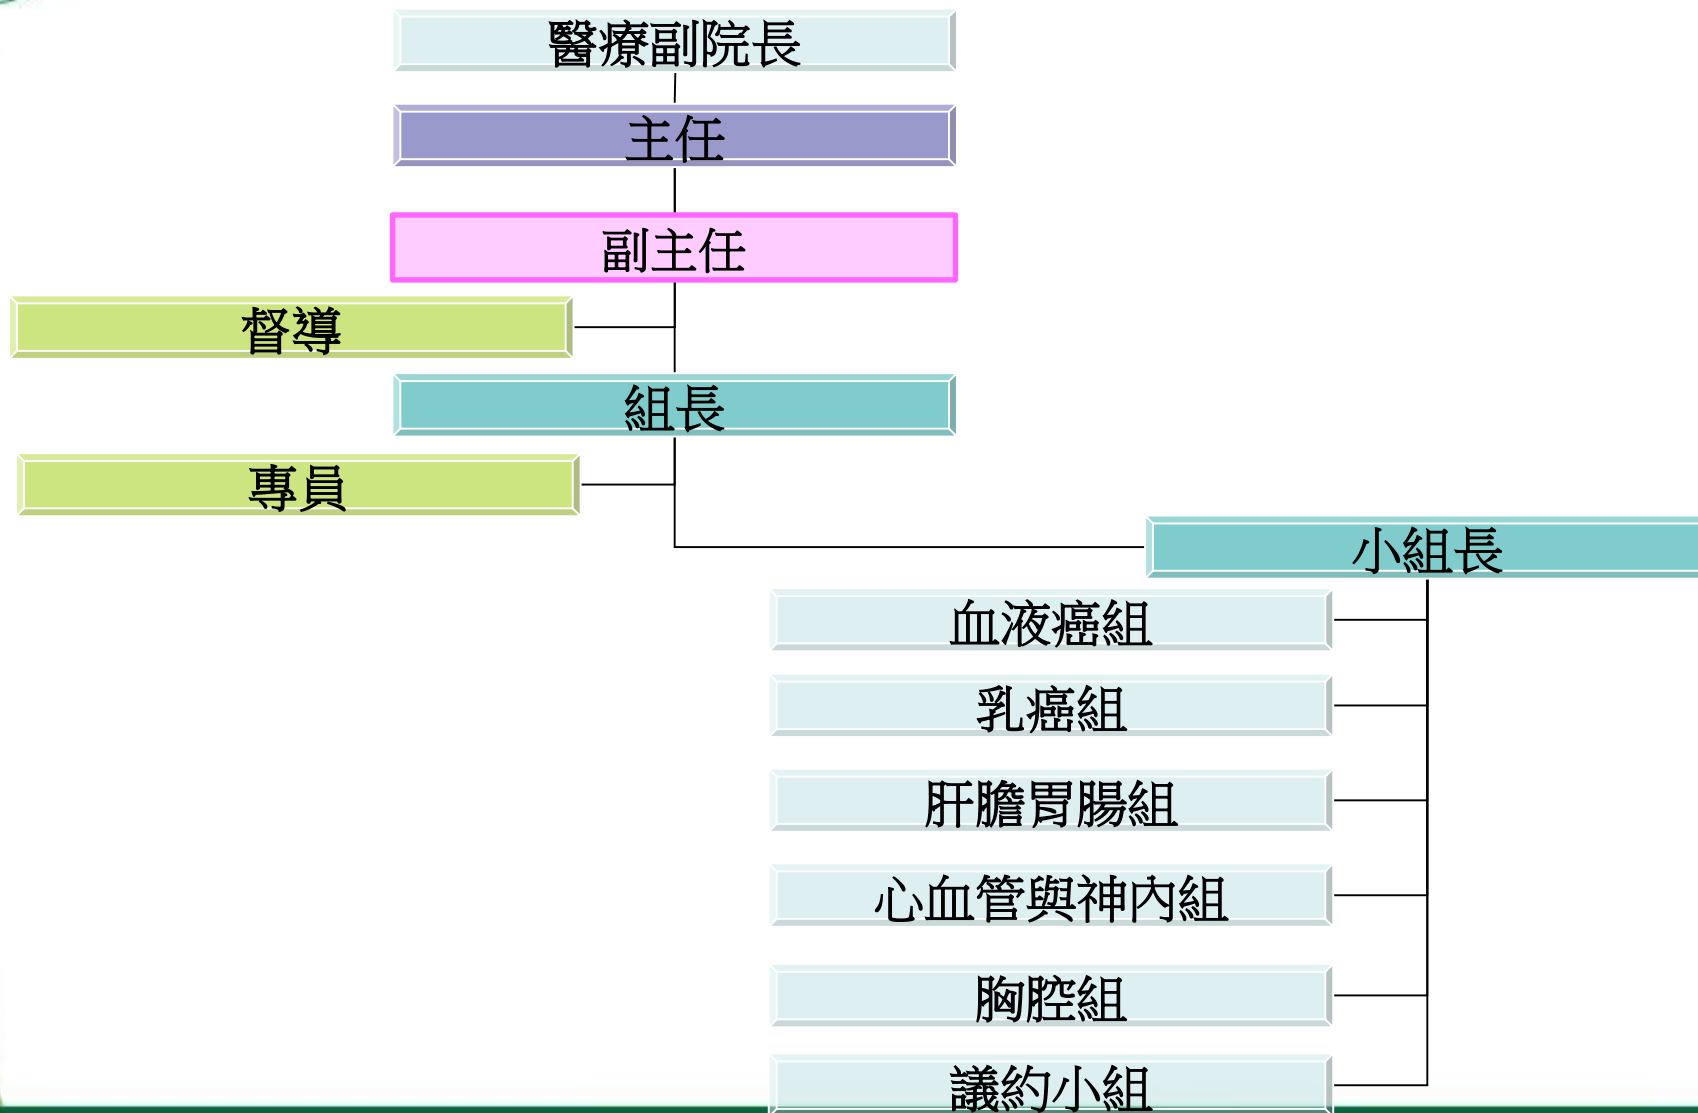 醫療副院長
主任
副主任
督導
組長
專員
小組長
血液癌組
乳癌組
肝膽胃腸組
心血管與神內組
胸腔組
議約小組